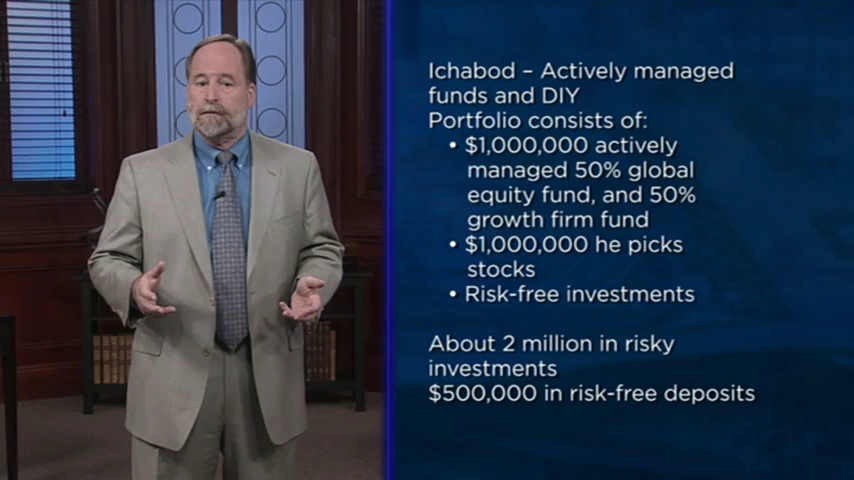 Ichabod – Actively managed
funds and DIY
Portfolio consists of:
• $1,000,000 actively
managed 50% global
equity fund, and 50%
growth firm fund
• $1,000,000 he picks
stocks
• Risk-free investments
About 2 million in risky
investments
$500,000 in risk-free deposits